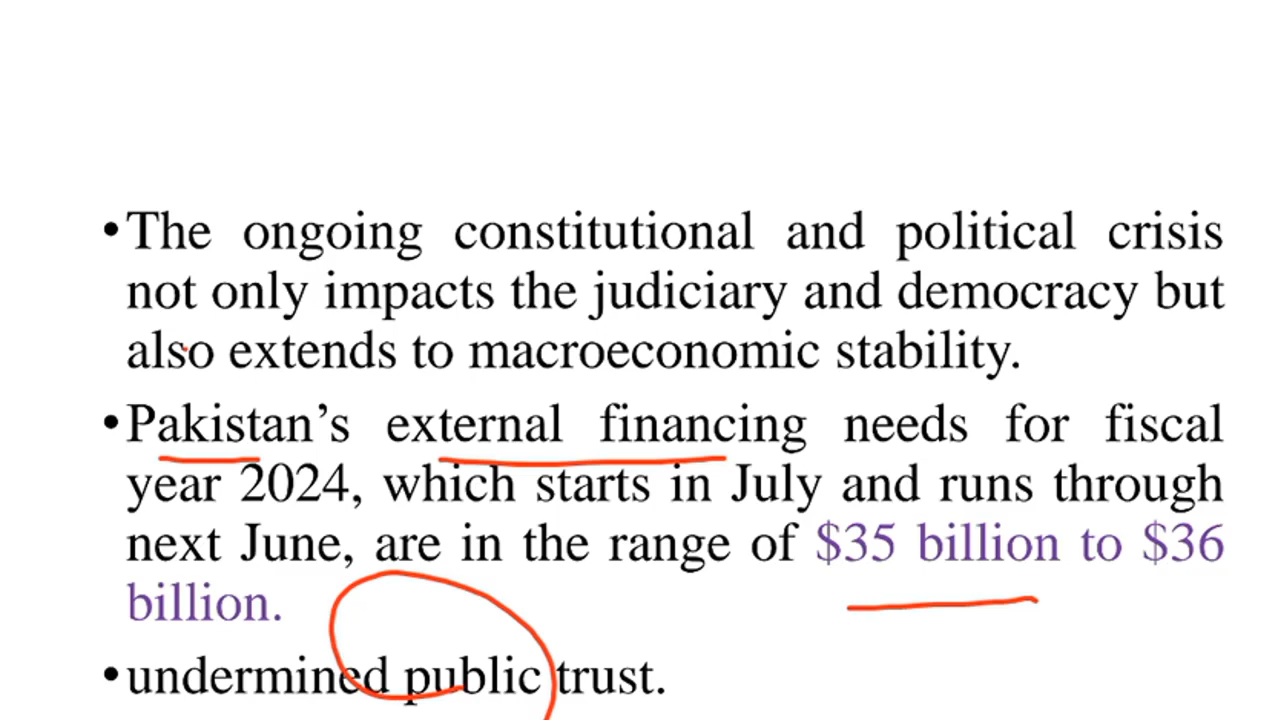 •The ongoing constitutional and political crisis
not only impacts the judiciary and democracy but
also extends to macroeconomic stability.
•Pakistan’s external financing needs for fiscal
year 2024, which starts in July and runs through
next June, are in the range of $35 billion to $36
billion.
•undermined public trust.